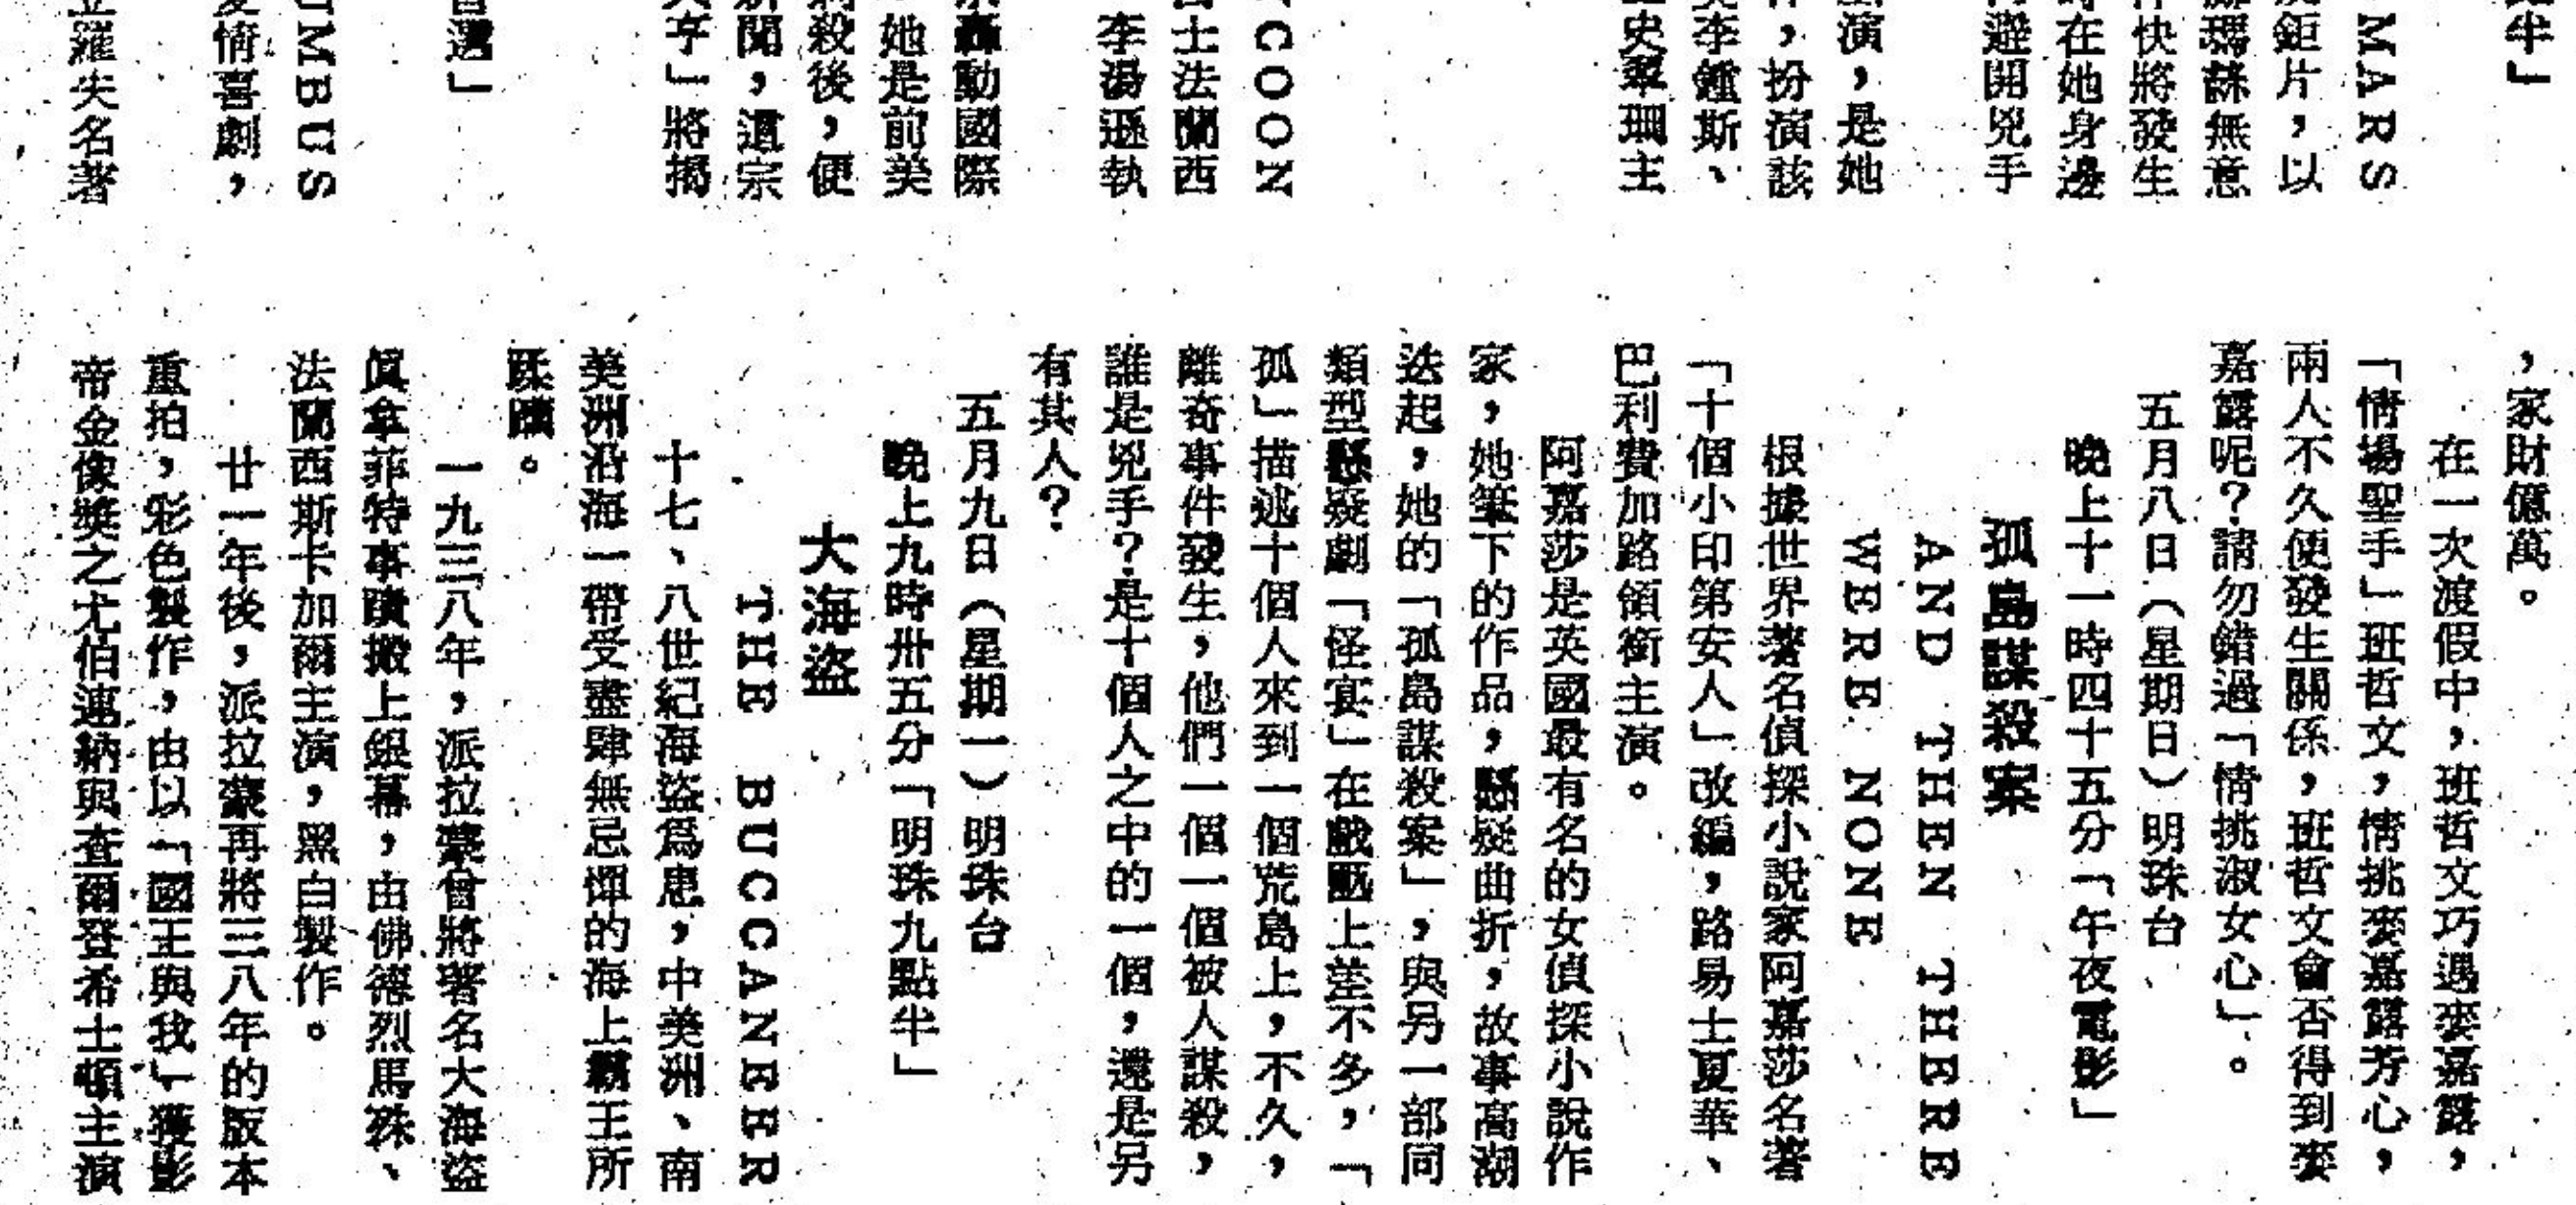 半」
MARS
鉅片，以
瑪謀無意
快將發生
在她身邊
避開兇手
演，是她
，扮演該
李鍾斯、
史翠珊主
COON
士法蘭西
李湯遜執
轟動國際
她是前美
殺後，便
聞，這宗
亨」將揭
選」
UMBUS
情喜劇，
羅夫名著
，家財億萬。
在一次渡假中，班哲文巧遇麥嘉露，
「情場聖手」班哲文，情挑麥嘉露芳心，
兩人不久便發生關係，班哲文會否得到麥
嘉露呢？請勿錯過「情挑淑女心」。
五月八日（星期日）明珠台
晚上十一時四十五分「午夜電影」
孤島謀殺案
AND THEN THERE
WERE NONE
根據世界著名偵探小說家阿嘉莎名著
「十個小印第安人」改編，路易士夏華、
巴利費加路領銜主演。
阿嘉莎是英國最有名的女偵探小說作
家，她筆下的作品，懸疑曲折，故事高潮
迭起，她的「孤島謀殺案」，與另一部同
類型懸疑劇「怪宴」在戲匭上差不多，「
孤」描述十個人來到一個荒島上，不久，
離奇事件發生，他們一個一個被人謀殺，
誰是兇手？是十個人之中的一個，還是另
有其人？
五月九日（星期一）明珠台
晚上九時卅五分「明珠九點半」
大海盜
THE BUCCANEER
十七、八世紀海盜為患，中美洲、南
美洲沿海一帶受盡肆無忌憚的海上霸王所
蹂躪。
一九三八年，派拉蒙曾將著名大海盜
眞拿菲特事蹟搬上銀幕，由佛德烈馬殊、
法蘭西斯卡加爾主演，黑白製作。
廿一年後，派拉蒙再將三八年的版本
重拍，彩色製作，由以「國王與我」獲影
帝金像獎之尤伯連納與查爾登希士頓主演